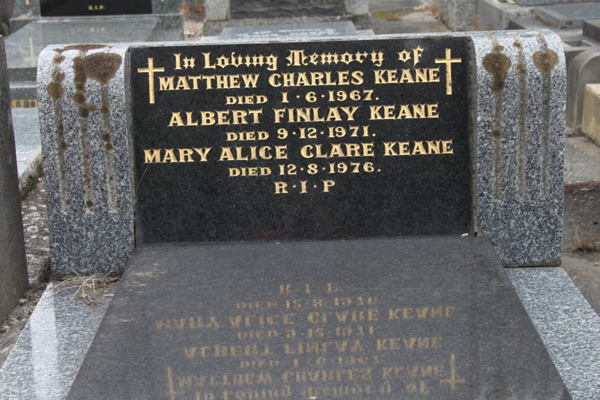 In Loving Memory of
MATTHEW CHARLES KEANE
DIED 1·6·1967.
ALBERT FINLAY KEANE
DIED 9·12·1971.
MARY ALICE CLARE KEANE
DIED 12·8·1976.
R·I·P